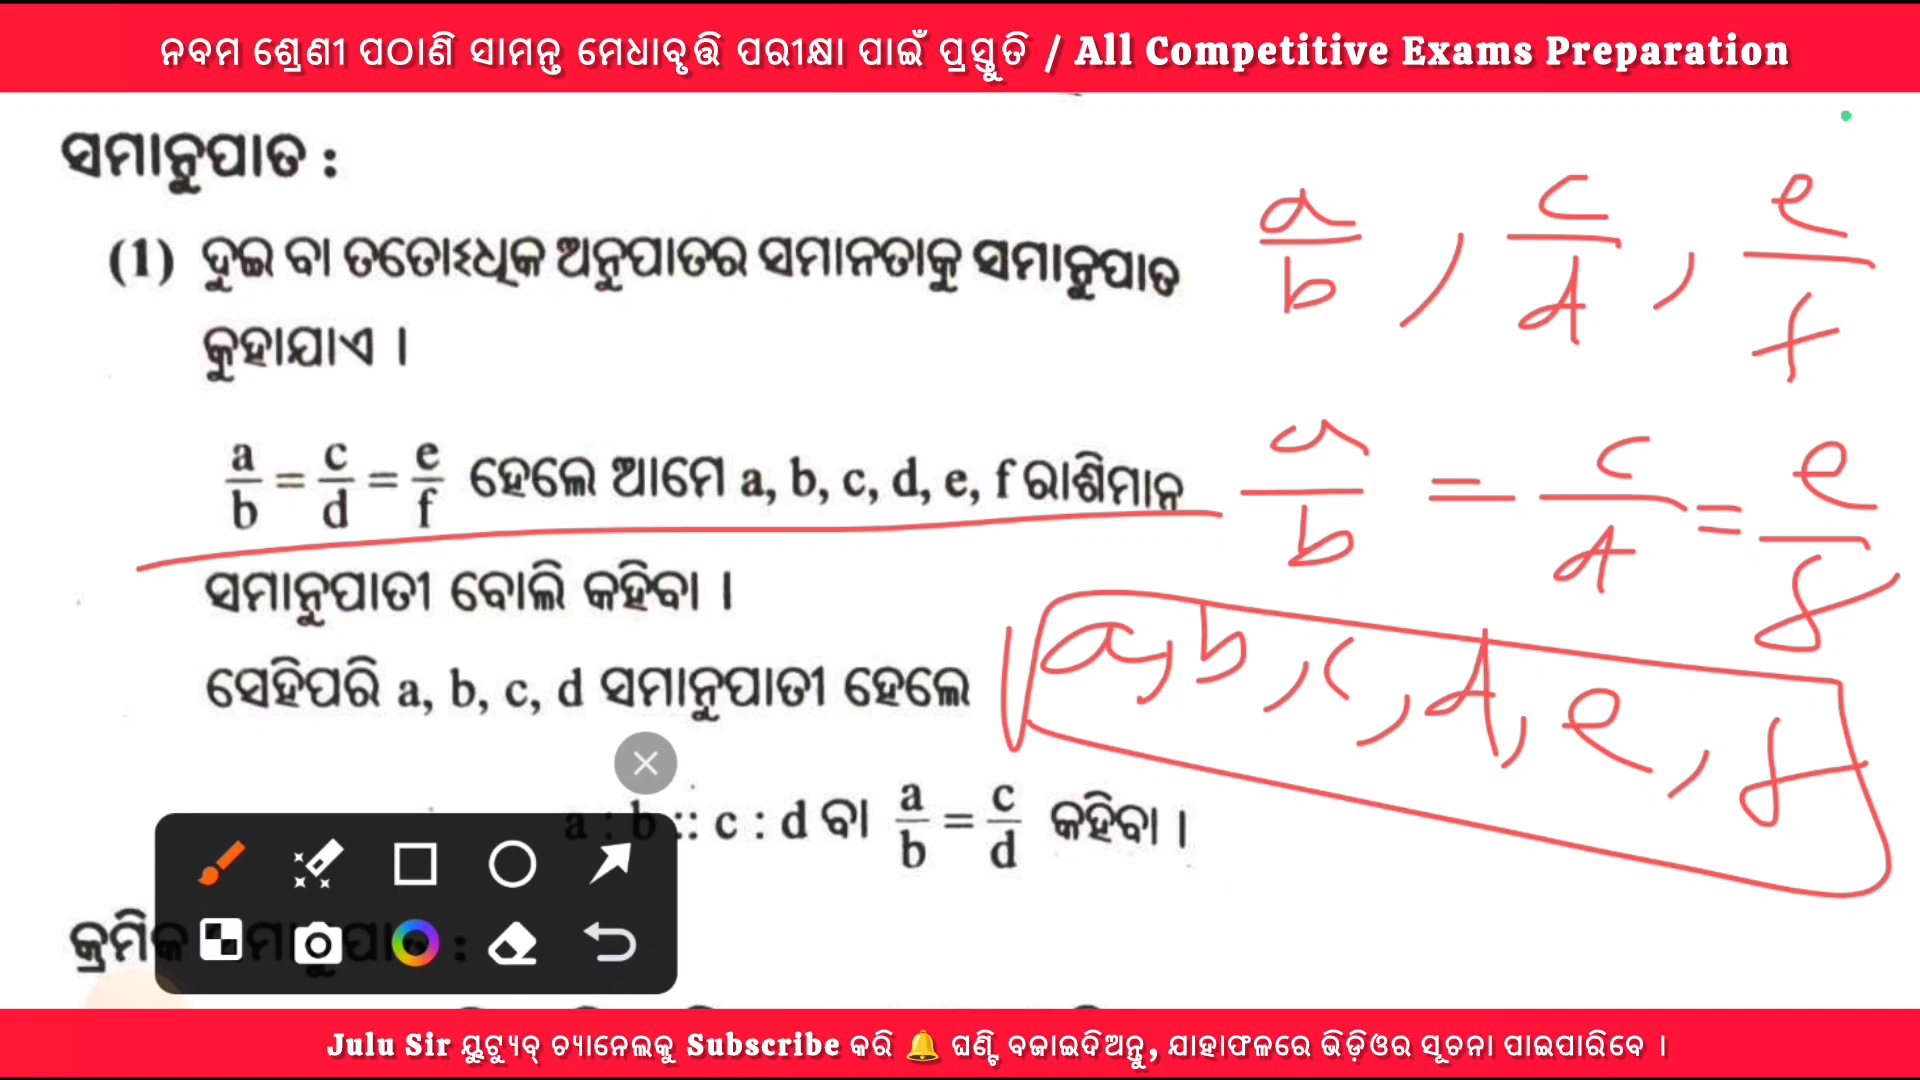 ନବମ ଶ୍ରେଣୀ ପଠାଣି ସାମନ୍ତ ମେଧାବୃତ୍ତି ପରୀକ୍ଷା ପାଇଁ ପ୍ରସ୍ତୁତି / All Competitive Exams Preparation
ସମାନୁପାତ :
(1) ଦୁଇ ବା ତତୋଽଧିକ ଅନୁପାତର ସମାନତାକୁ ସମାନୁପାତ
କୁହାଯାଏ ।
a/b = c/d = e/f ହେଲେ ଆମେ a, b, c, d, e, f ରାଶିମାନ
ସମାନୁପାତୀ ବୋଲି କହିବା ।
ସେହିପରି a, b, c, d ସମାନୁପାତୀ ହେଲେ
a : b :: c : d ବା a/b = c/d କହିବା ।
a/b , c/d , e/f
a/b = c/d = e/f
a, b, c, d, e, f
Julu Sir ୟୁଟ୍ୟୁବ୍ ଚ୍ୟାନେଲକୁ Subscribe କରି 🔔 ଘଣ୍ଟି ବଜାଇଦିଅନ୍ତୁ, ଯାହାଫଳରେ ଭିଡ଼ିଓର ସୂଚନା ପାଇପାରିବେ ।